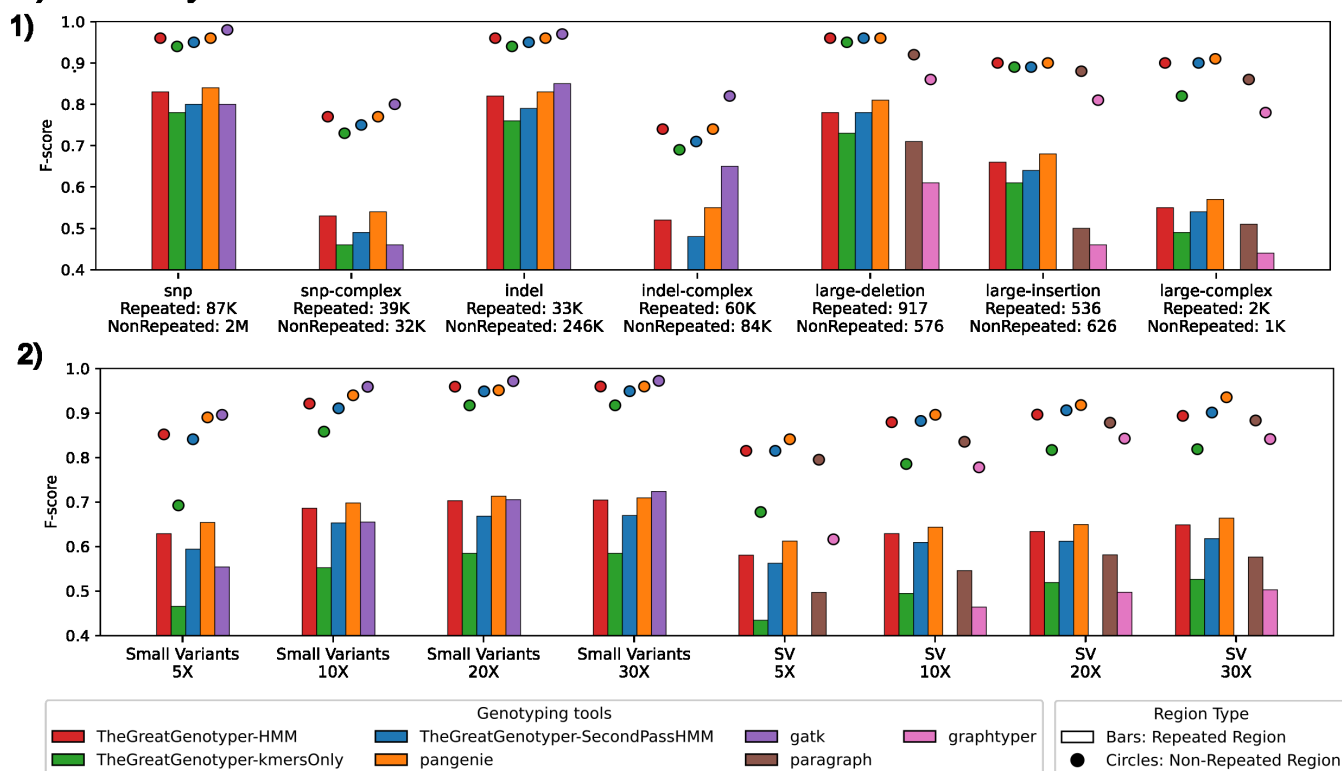 1)
1.0
0.9
0.8
0.7
0.6
0.5
0.4
F-score
snp
Repeated: 87K
NonRepeated: 2M
snp-complex
Repeated: 39K
NonRepeated: 32K
indel
Repeated: 33K
NonRepeated: 246K
indel-complex
Repeated: 60K
NonRepeated: 84K
large-deletion
Repeated: 917
NonRepeated: 576
large-insertion
Repeated: 536
NonRepeated: 626
large-complex
Repeated: 2K
NonRepeated: 1K
2)
1.0
0.9
0.8
0.7
0.6
0.5
0.4
F-score
Small Variants
5X
Small Variants
10X
Small Variants
20X
Small Variants
30X
SV
5X
SV
10X
SV
20X
SV
30X
Genotyping tools
TheGreatGenotyper-HMM
TheGreatGenotyper-kmersOnly
TheGreatGenotyper-SecondPassHMM
pangenie
gatk
paragraph
graphtyper
Region Type
Bars: Repeated Region
Circles: Non-Repeated Region